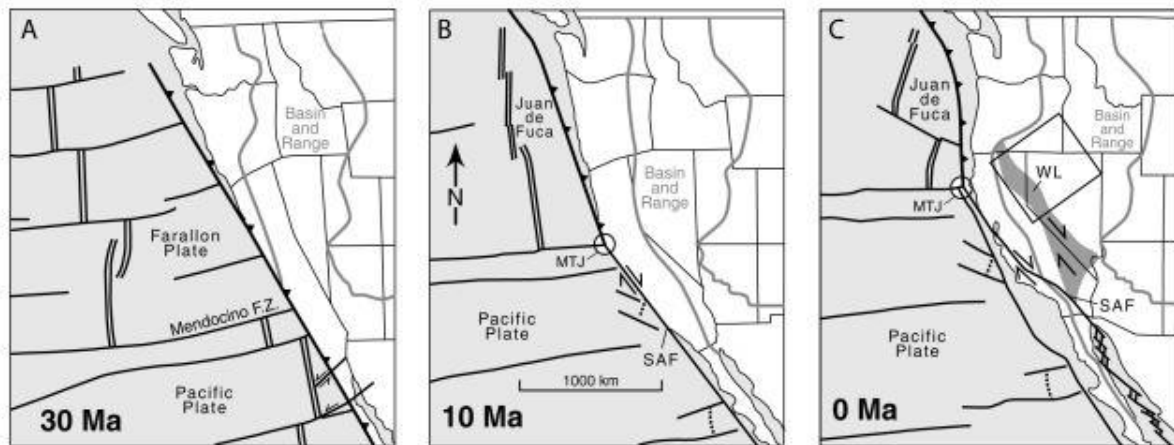 A
Basin
and
Range
Farallon
Plate
Mendocino F.Z.
Pacific
Plate
30 Ma
B
Juan
de
Fuca
N
Basin
and
Range
MTJ
Pacific
Plate
SAF
1000 km
10 Ma
C
Juan
de
Fuca
Basin
and
Range
WL
MTJ
SAF
Pacific
Plate
0 Ma